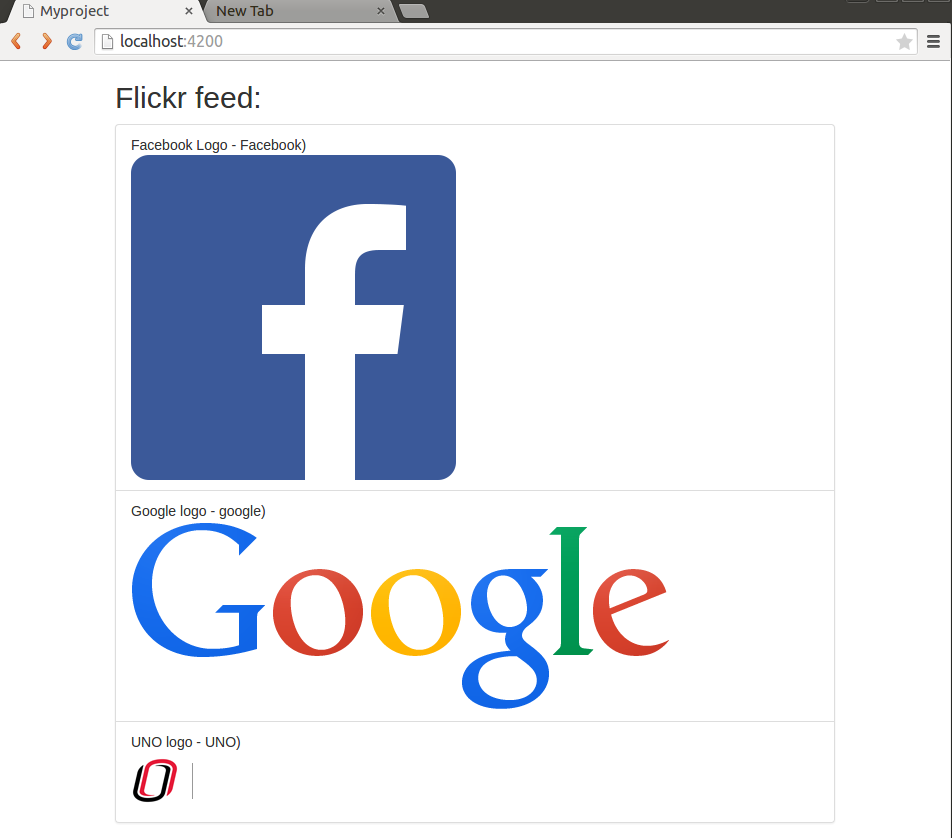 Myproject
New Tab
localhost:4200
Flickr feed:
Facebook Logo - Facebook)
f
Google logo - google)
Google
UNO logo - UNO)
O